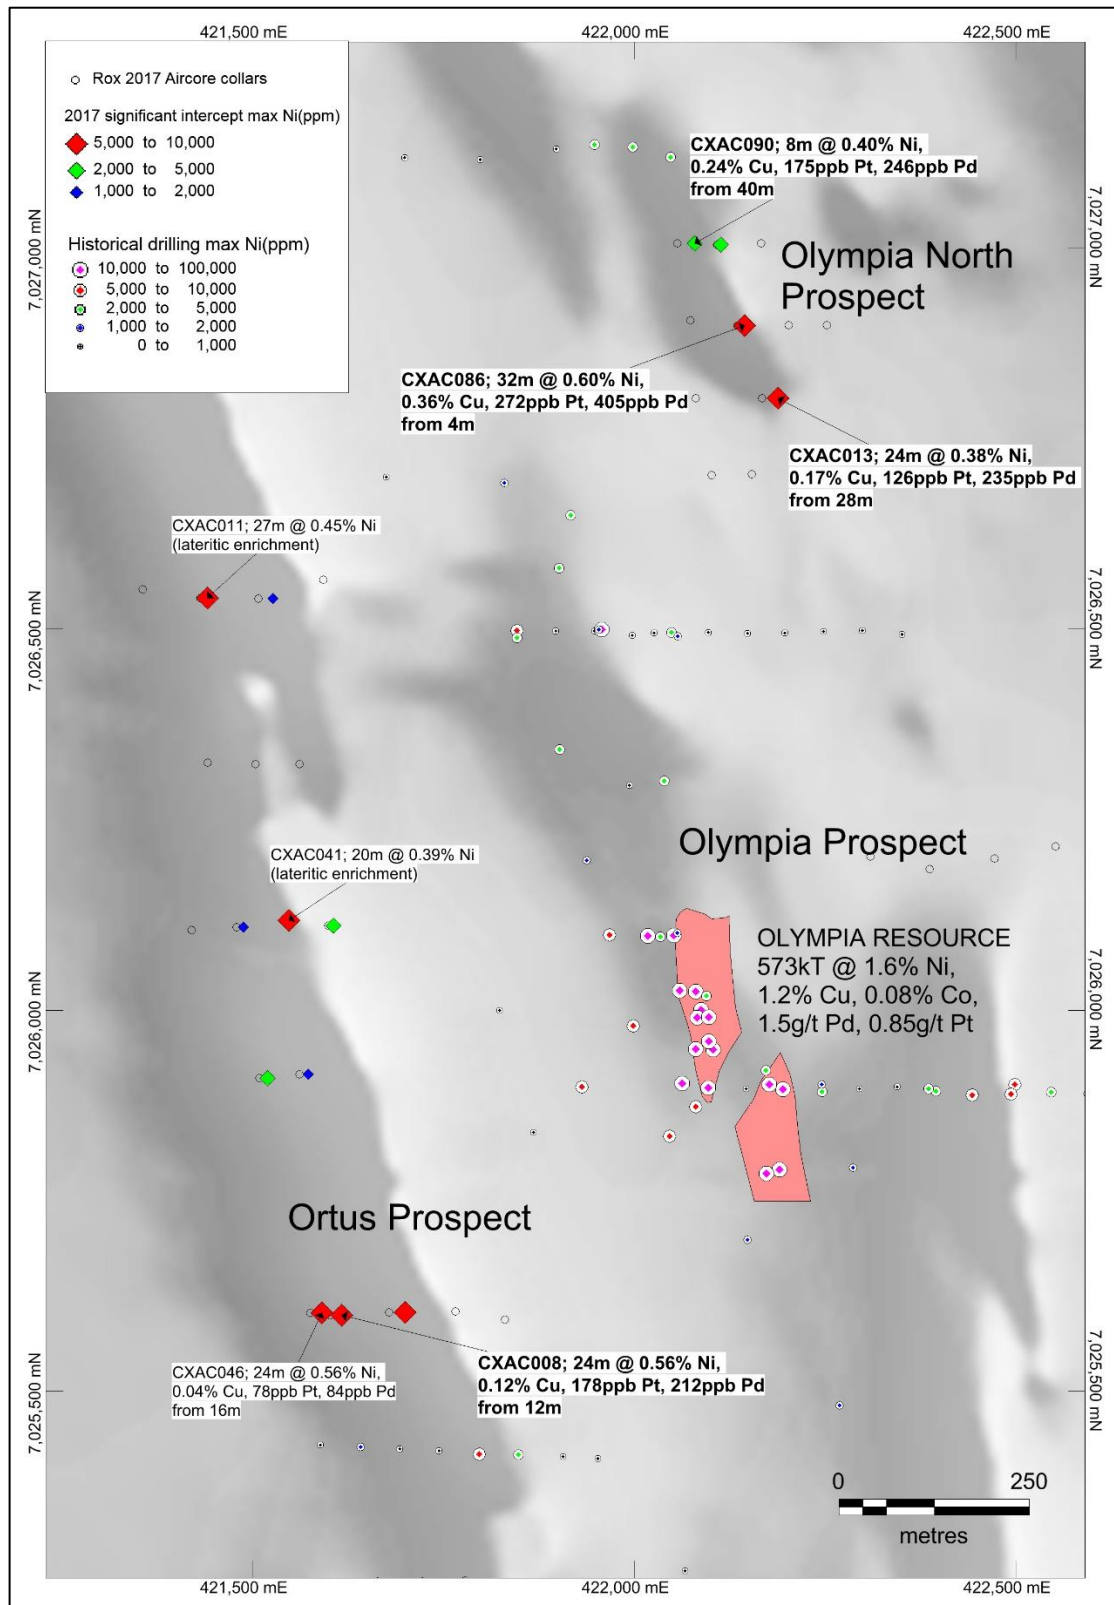 421,500 mE
422,000 mE
422,500 mE
Rox 2017 Aircore collars
2017 significant intercept max Ni(ppm)
5,000 to 10,000
2,000 to 5,000
1,000 to 2,000
Historical drilling max Ni(ppm)
10,000 to 100,000
5,000 to 10,000
2,000 to 5,000
1,000 to 2,000
0 to 1,000
CXAC090; 8m @ 0.40% Ni,
0.24% Cu, 175ppb Pt, 246ppb Pd
from 40m
7,027,000 mN
7,027,000 mN
Olympia North
Prospect
CXAC086; 32m @ 0.60% Ni,
0.36% Cu, 272ppb Pt, 405ppb Pd
from 4m
CXAC013; 24m @ 0.38% Ni,
0.17% Cu, 126ppb Pt, 235ppb Pd
from 28m
CXAC011; 27m @ 0.45% Ni
(lateritic enrichment)
7,026,500 mN
7,026,500 mN
Olympia Prospect
CXAC041; 20m @ 0.39% Ni
(lateritic enrichment)
OLYMPIA RESOURCE
573kT @ 1.6% Ni,
1.2% Cu, 0.08% Co,
1.5g/t Pd, 0.85g/t Pt
7,026,000 mN
7,026,000 mN
Ortus Prospect
CXAC046; 24m @ 0.56% Ni,
0.04% Cu, 78ppb Pt, 84ppb Pd
from 16m
CXAC008; 24m @ 0.56% Ni,
0.12% Cu, 178ppb Pt, 212ppb Pd
from 12m
7,025,500 mN
7,025,500 mN
0 250
metres
421,500 mE
422,000 mE
422,500 mE